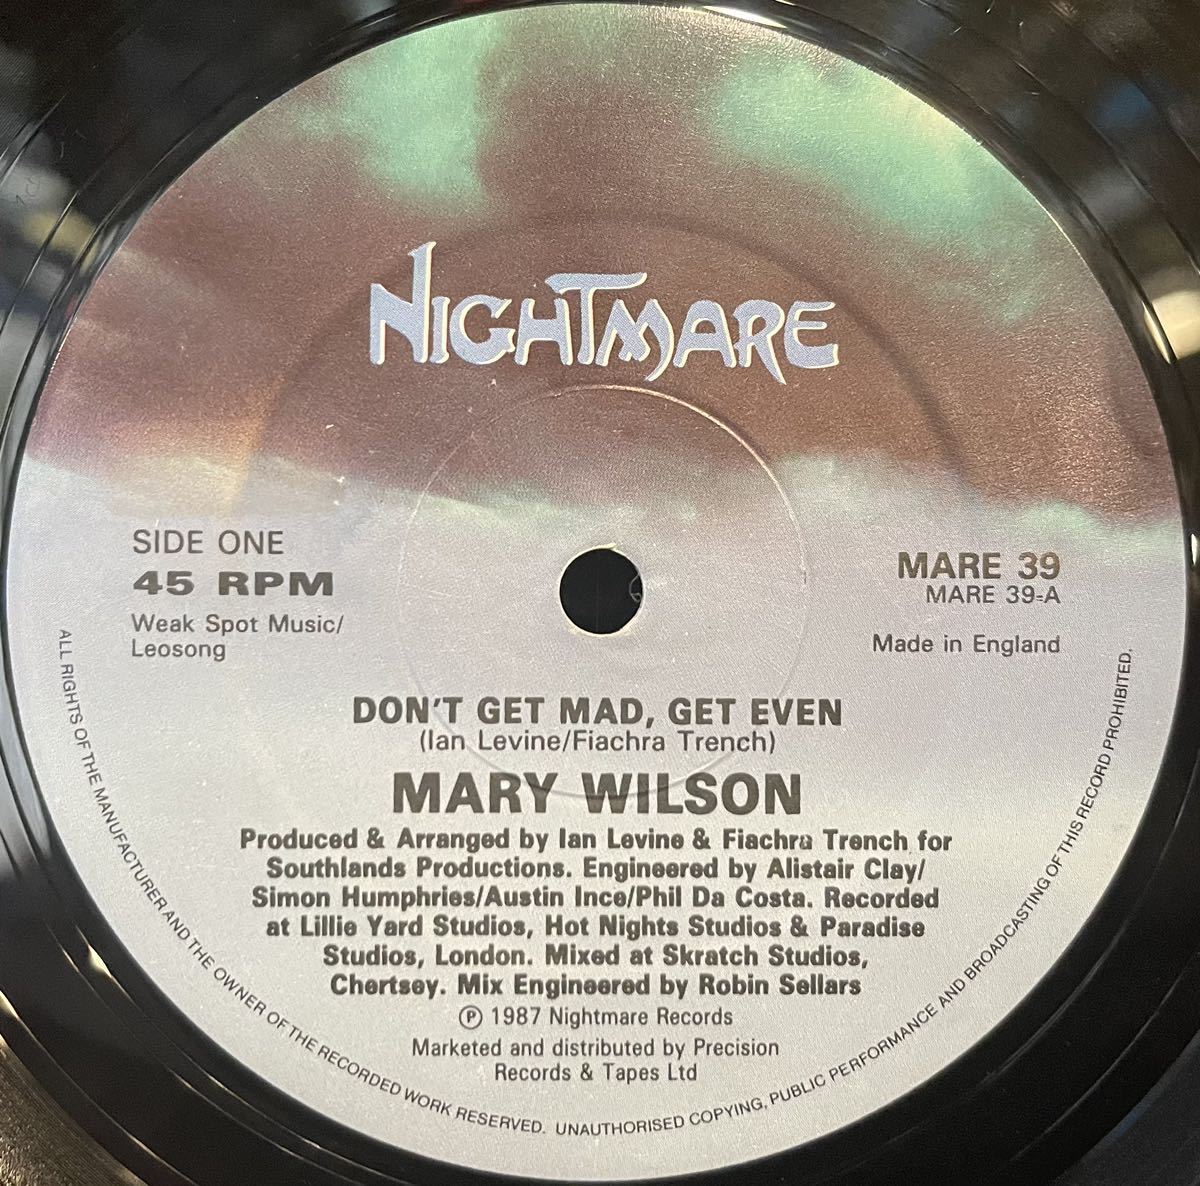 NIGHTMARE
SIDE ONE
45 RPM
Weak Spot Music/
Leosong
MARE 39
MARE 39-A
Made in England
DON'T GET MAD, GET EVEN
(Ian Levine/Fiachra Trench)
MARY WILSON
Produced & Arranged by Ian Levine & Fiachra Trench for
Southlands Productions. Engineered by Alistair Clay/
Simon Humphries/Austin Ince/Phil Da Costa. Recorded
at Lillie Yard Studios, Hot Nights Studios & Paradise
Studios, London. Mixed at Skratch Studios,
Chertsey. Mix Engineered by Robin Sellars
℗ 1987 Nightmare Records
Marketed and distributed by Precision
Records & Tapes Ltd
ALL RIGHTS OF THE MANUFACTURER AND THE OWNER OF THE RECORDED WORK RESERVED. UNAUTHORISED COPYING, PUBLIC PERFORMANCE AND BROADCASTING OF THIS RECORD PROHIBITED.